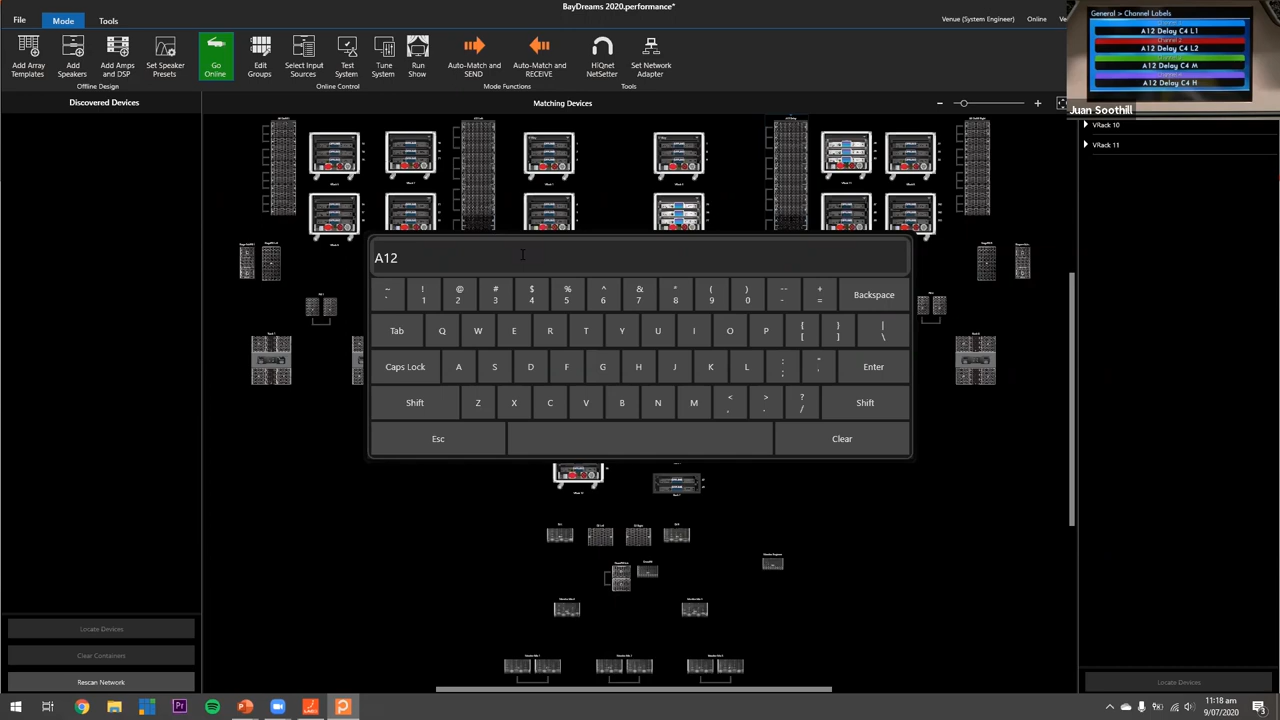 BayDreams 2020.performance*
File Mode Tools
Venue (System Engineer) Online
Add Array Templates
Add Speakers
Add Amps and DSP
Set Speaker Presets
Go Online
Edit Groups
Select Input Sources
Test System
Tune System
Run Show
Auto-Match and SEND
Auto-Match and RECEIVE
HiQnet NetSetter
Set Network Adapter
Offline Design
Online Control
Mode Functions
Tools
General > Channel Labels
A12 Delay C4 L1
A12 Delay C4 L2
A12 Delay C4 M
A12 Delay C4 H
Juan Soothill
Discovered Devices
Matching Devices
VRack 10
VRack 11
A12
~ ` ! 1 @ 2 # 3 $ 4 % 5 ^ 6 & 7 * 8 ( 9 ) 0 -- - + = Backspace
Tab Q W E R T Y U I O P { [ } ] | \
Caps Lock A S D F G H J K L : ; " ' Enter
Shift Z X C V B N M < , > . ? / Shift
Esc Clear
Locate Devices
Clear Containers
Rescan Network
Locate Devices
11:18 am
9/07/2020